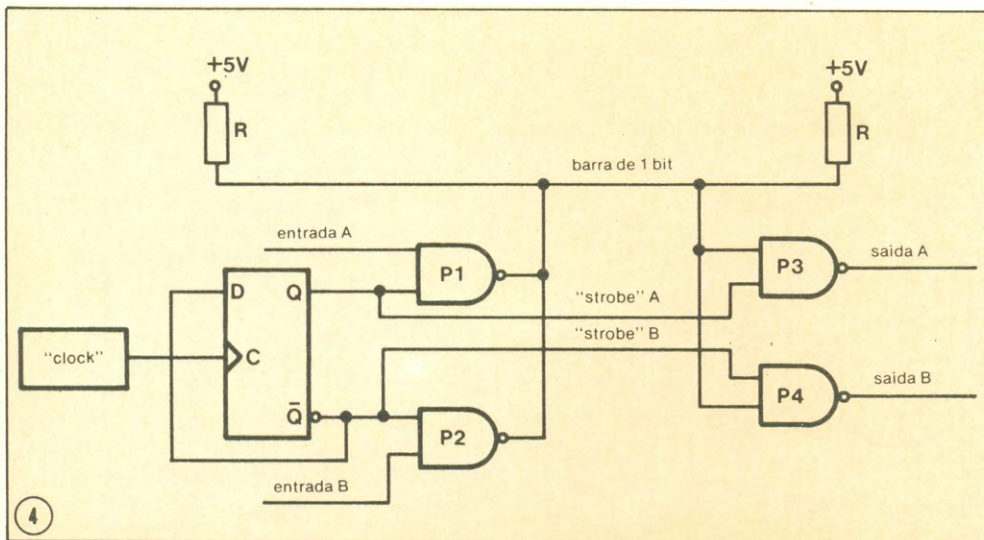 +5V
+5V
R
R
barra de 1 bit
entrada A
P1
P3
saida A
D
Q
"strobe" A
"strobe" B
"clock"
C
P4
saida B
Q̄
P2
entrada B
4